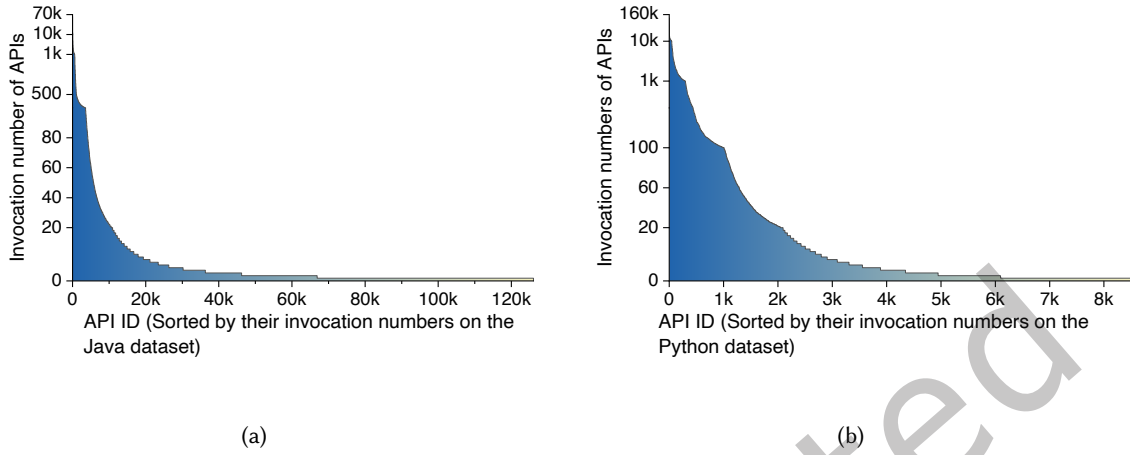 70k
10k
1k
500
80
60
40
20
0
Invocation number of APIs
0 20k 40k 60k 80k 100k 120k
API ID (Sorted by their invocation numbers on the
Java dataset)
(a)
160k
10k
1k
100
60
20
0
Invocation numbers of APIs
0 1k 2k 3k 4k 5k 6k 7k 8k
API ID (Sorted by their invocation numbers on the
Python dataset)
(b)
ted